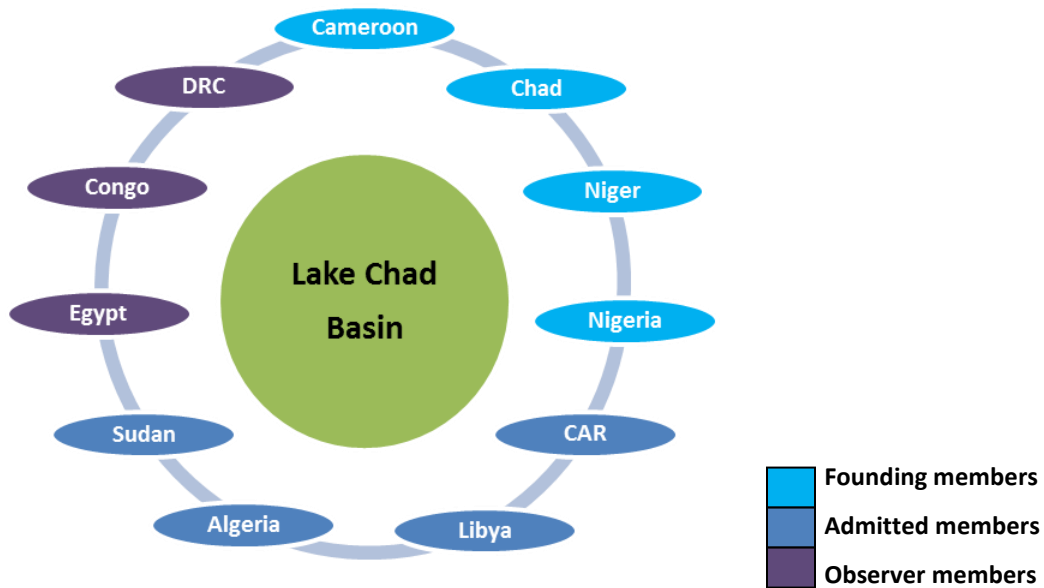 Cameroon
DRC
Chad
Congo
Niger
Lake Chad
Basin
Egypt
Nigeria
Sudan
CAR
Algeria
Libya
Founding members
Admitted members
Observer members